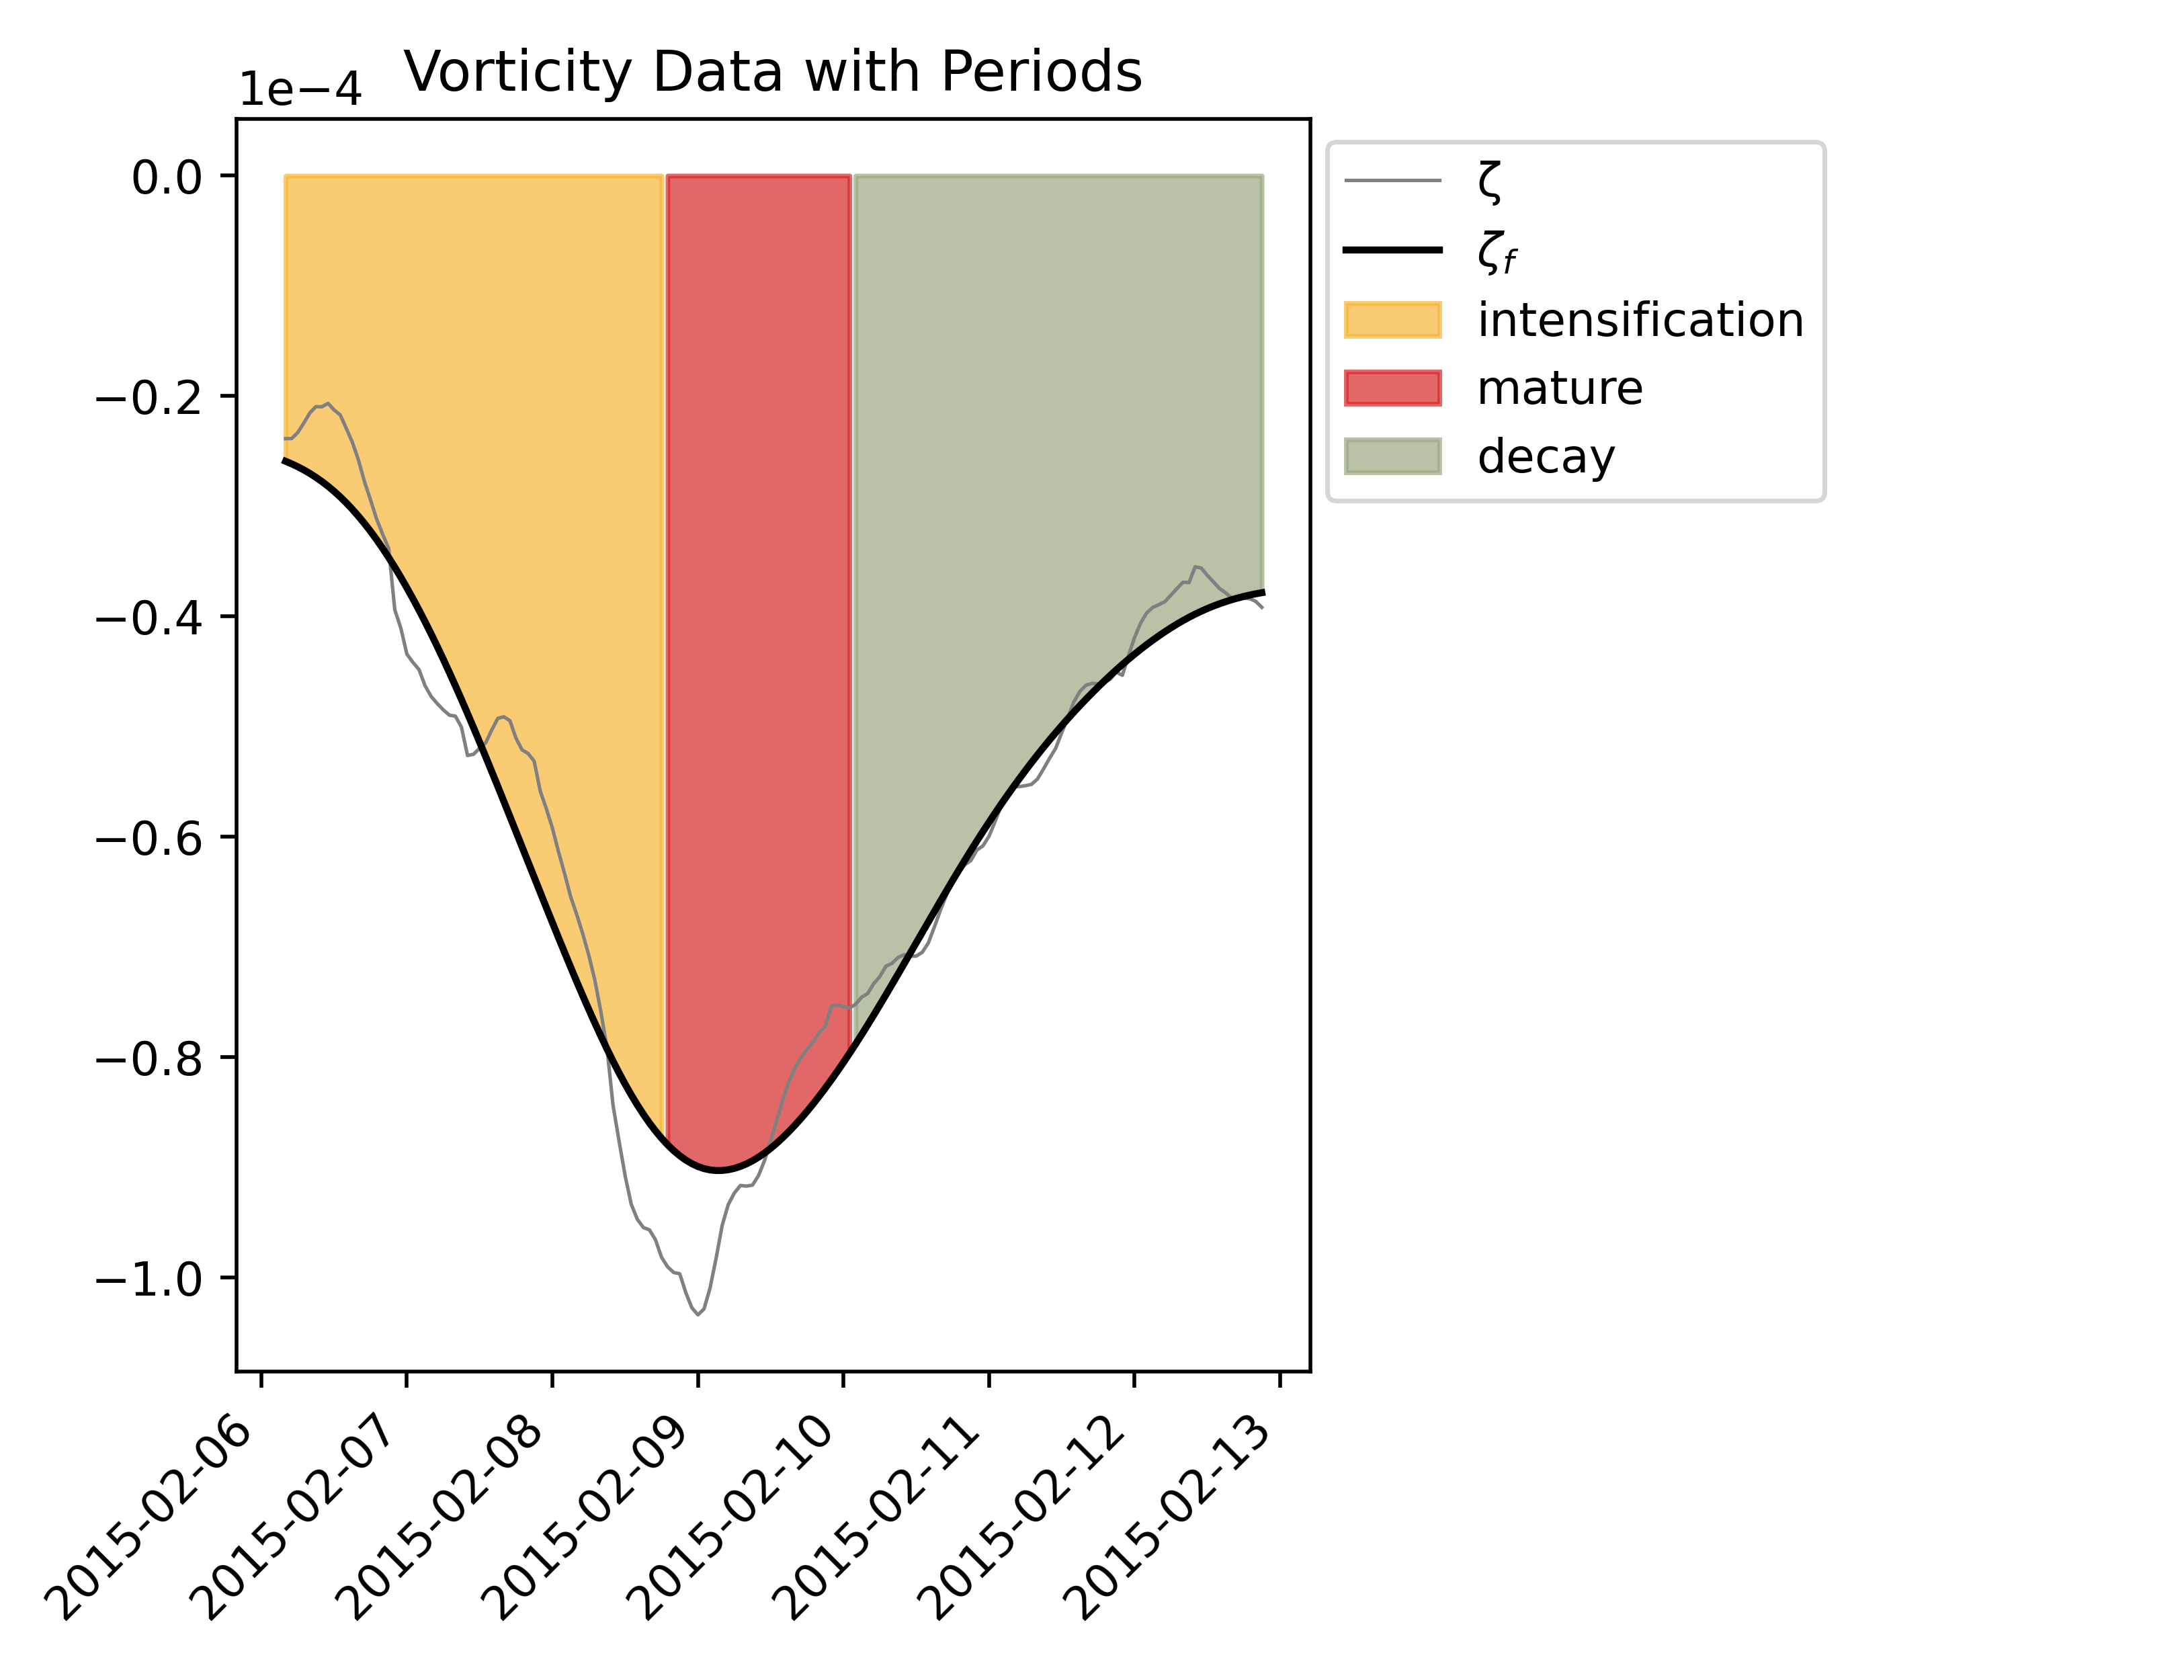 Vorticity Data with Periods
1e−4
0.0
−0.2
−0.4
−0.6
−0.8
−1.0
2015-02-06
2015-02-07
2015-02-08
2015-02-09
2015-02-10
2015-02-11
2015-02-12
2015-02-13
ζ
ζf
intensification
mature
decay